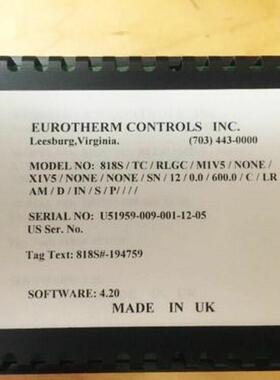 EUROTHERM CONTROLS INC.
Leesburg,Virginia. (703) 443-0000
MODEL NO: 818S / TC / RLGC / M1V5 / NONE /
X1V5 / NONE / NONE / SN / 12 / 0.0 / 600.0 / C / LR
AM / D / IN / S / P / / / /
SERIAL NO: U51959-009-001-12-05
US Ser. No.
Tag Text: 818S#-194759
SOFTWARE: 4.20
MADE IN UK